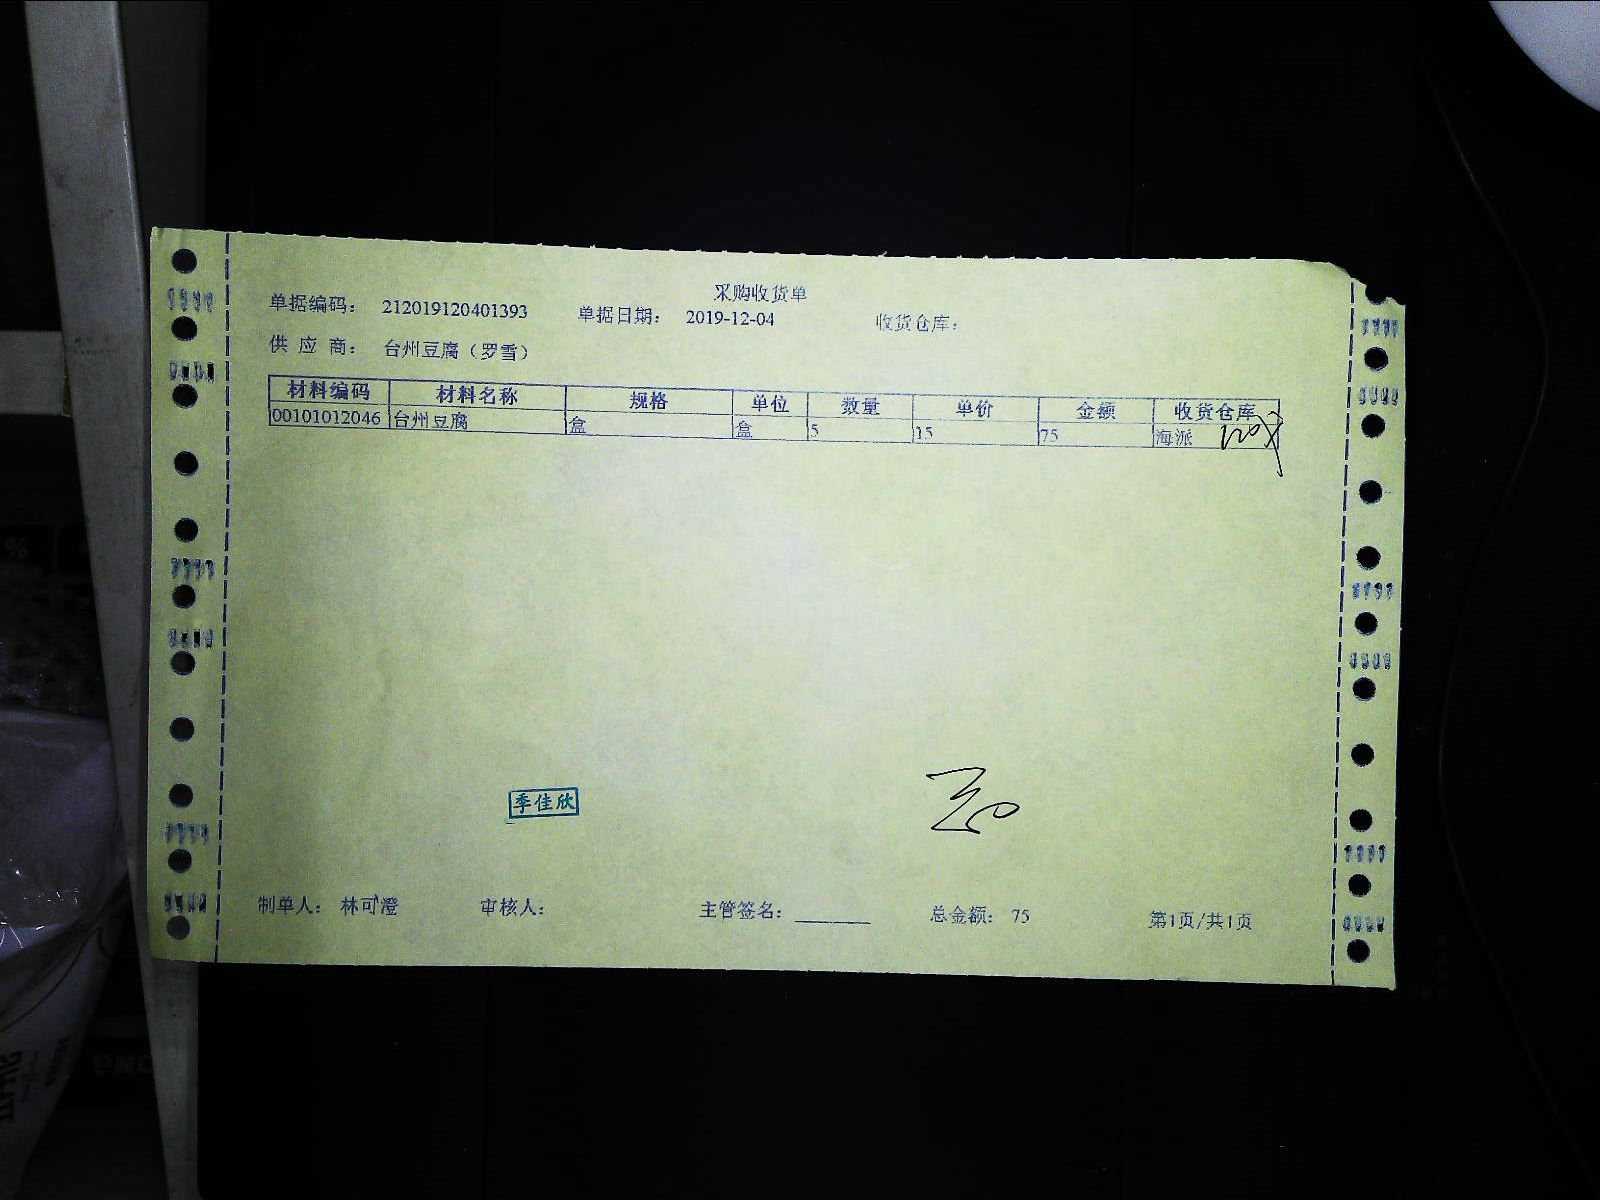 采购收货单
单据编码： 212019120401393 单据日期： 2019-12-04 收货仓库：
供 应 商： 台州豆腐（罗雪）
材料编码 材料名称 规格 单位 数量 单价 金额 收货仓库
00101012046 台州豆腐 盒 盒 5 15 75 海派
季佳欣
制单人： 林可澄 审核人： 主管签名： ________ 总金额： 75 第1页/共1页